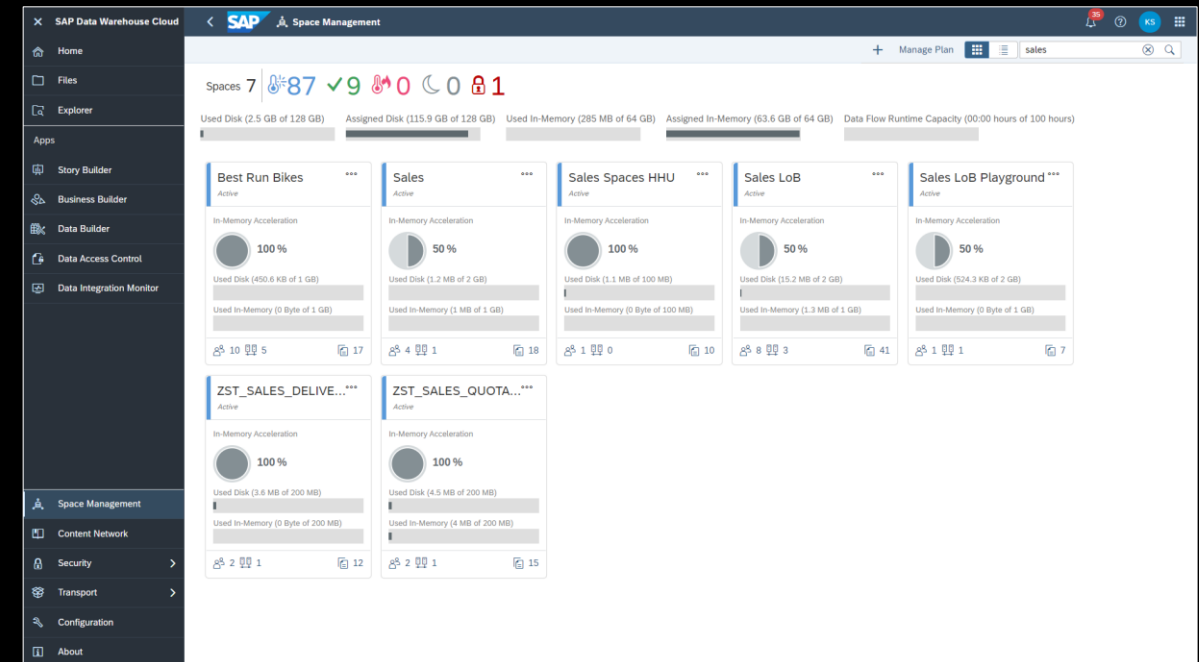 SAP Data Warehouse Cloud
SAP Space Management
35
KS
Home
Files
Explorer
Apps
Story Builder
Business Builder
Data Builder
Data Access Control
Data Integration Monitor
Space Management
Content Network
Security
Transport
Configuration
About
Manage Plan
sales
Spaces 7 87 9 0 0 1
Used Disk (2.5 GB of 128 GB) Assigned Disk (115.9 GB of 128 GB) Used In-Memory (285 MB of 64 GB) Assigned In-Memory (63.6 GB of 64 GB) Data Flow Runtime Capacity (00:00 hours of 100 hours)
Best Run Bikes
Active
In-Memory Acceleration
100 %
Used Disk (450.6 KB of 1 GB)
Used In-Memory (0 Byte of 1 GB)
10 5 17
Sales
Active
In-Memory Acceleration
50 %
Used Disk (1.2 MB of 2 GB)
Used In-Memory (1 MB of 1 GB)
4 1 18
Sales Spaces HHU
Active
In-Memory Acceleration
100 %
Used Disk (1.1 MB of 100 MB)
Used In-Memory (0 Byte of 100 MB)
1 0 10
Sales LoB
Active
In-Memory Acceleration
50 %
Used Disk (15.2 MB of 2 GB)
Used In-Memory (1.3 MB of 1 GB)
8 3 41
Sales LoB Playground
Active
In-Memory Acceleration
50 %
Used Disk (524.3 KB of 2 GB)
Used In-Memory (0 Byte of 1 GB)
1 1 7
ZST_SALES_DELIVE...
Active
In-Memory Acceleration
100 %
Used Disk (3.6 MB of 200 MB)
Used In-Memory (0 Byte of 200 MB)
2 1 12
ZST_SALES_QUOTA...
Active
In-Memory Acceleration
100 %
Used Disk (4.5 MB of 200 MB)
Used In-Memory (4 MB of 200 MB)
2 1 15